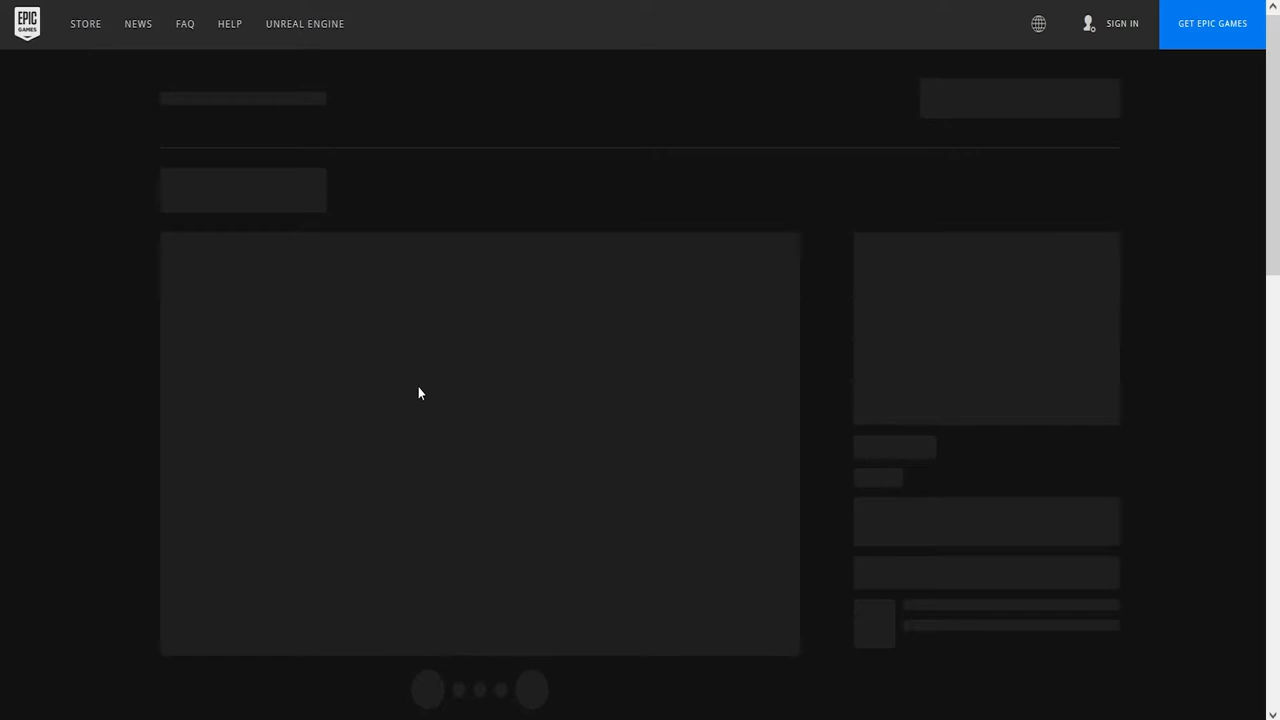 EPIC
GAMES
STORE NEWS FAQ HELP UNREAL ENGINE SIGN IN GET EPIC GAMES